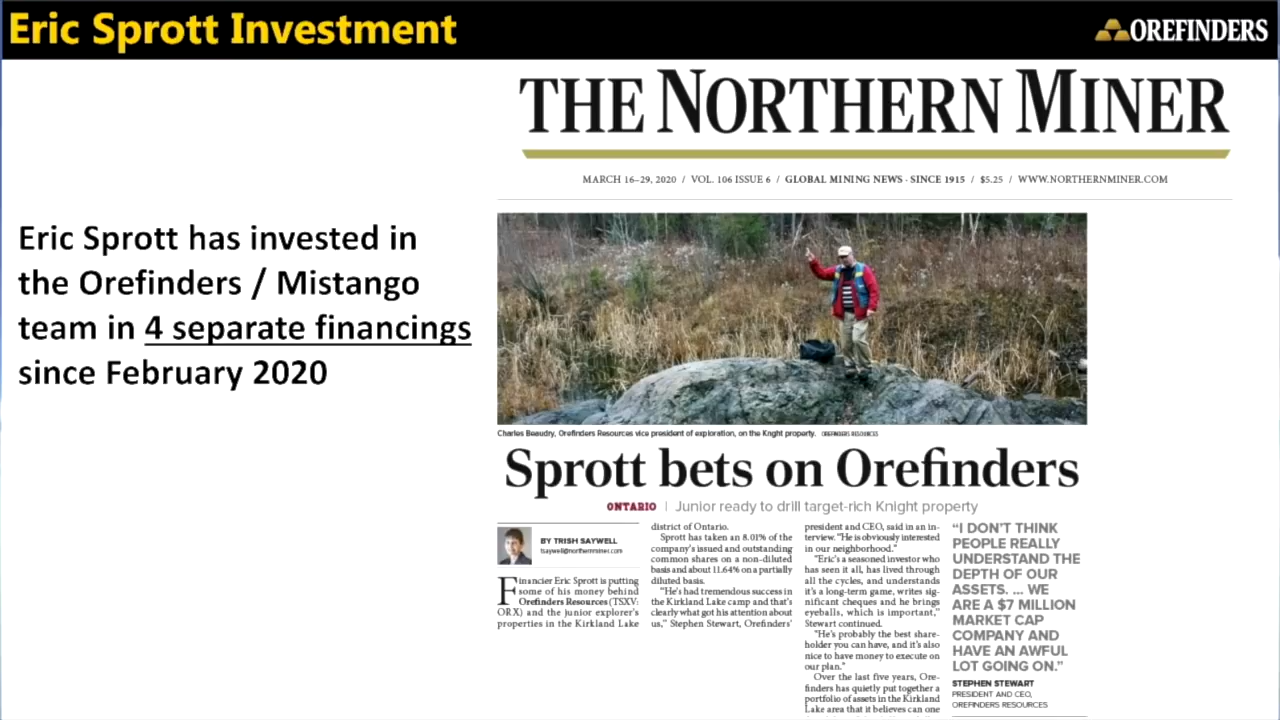 Eric Sprott Investment
OREFINDERS
THE NORTHERN MINER
MARCH 16–29, 2020 / VOL. 106 ISSUE 6 / GLOBAL MINING NEWS · SINCE 1915 / $5.25 / WWW.NORTHERNMINER.COM
Eric Sprott has invested in
the Orefinders / Mistango
team in 4 separate financings
since February 2020
Charles Beaudry, Orefinders Resources vice president of exploration, on the Knght property. OREFINDERS RESOURCES
Sprott bets on Orefinders
ONTARIO | Junior ready to drill target-rich Knight property
BY TRISH SAYWELL
tsaywell@northernminer.com
Financier Eric Sprott is putting
some of his money behind
Orefinders Resources (TSXV:
ORX) and the junior explorer's
properties in the Kirkland Lake
district of Ontario.
Sprott has taken an 8.01% of the
company's issued and outstanding
common shares on a non-diluted
basis and about 11.64% on a partially
diluted basis.
"He's had tremendous success in
the Kirkland Lake camp and that's
clearly what got his attention about
us," Stephen Stewart, Orefinders'
president and CEO, said in an in-
terview. "He is obviously interested
in our neighborhood."
"Eric's a seasoned investor who
has seen it all, has lived through
all the cycles, and understands
it's a long-term game, writes sig-
nificant cheques and he brings
eyeballs, which is important,"
Stewart continued.
"He's probably the best share-
holder you can have, and it's also
nice to have money to execute on
our plan."
Over the last five years, Ore-
finders has quietly put together a
portfolio of assets in the Kirkland
Lake area that it believes can one
“I DON'T THINK
PEOPLE REALLY
UNDERSTAND THE
DEPTH OF OUR
ASSETS. ... WE
ARE A $7 MILLION
MARKET CAP
COMPANY AND
HAVE AN AWFUL
LOT GOING ON.”
STEPHEN STEWART
PRESIDENT AND CEO,
OREFINDERS RESOURCES